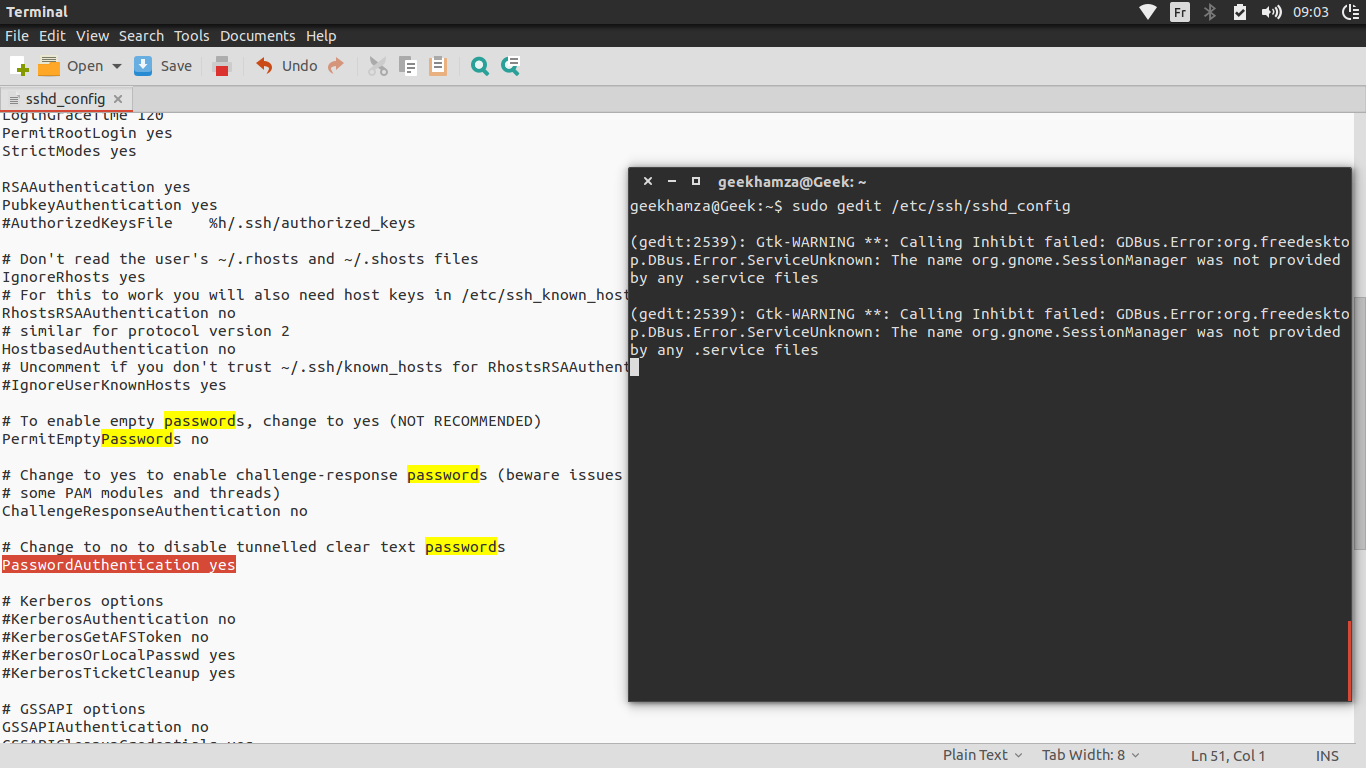 Terminal
Fr
09:03
File Edit View Search Tools Documents Help
Open Save Undo
sshd_config
LoginGraceTime 120
PermitRootLogin yes
StrictModes yes
RSAAuthentication yes
PubkeyAuthentication yes
#AuthorizedKeysFile %h/.ssh/authorized_keys
# Don't read the user's ~/.rhosts and ~/.shosts files
IgnoreRhosts yes
# For this to work you will also need host keys in /etc/ssh_known_host
RhostsRSAAuthentication no
# similar for protocol version 2
HostbasedAuthentication no
# Uncomment if you don't trust ~/.ssh/known_hosts for RhostsRSAAuthent
#IgnoreUserKnownHosts yes
# To enable empty passwords, change to yes (NOT RECOMMENDED)
PermitEmptyPasswords no
# Change to yes to enable challenge-response passwords (beware issues
# some PAM modules and threads)
ChallengeResponseAuthentication no
# Change to no to disable tunnelled clear text passwords
PasswordAuthentication yes
# Kerberos options
#KerberosAuthentication no
#KerberosGetAFSToken no
#KerberosOrLocalPasswd yes
#KerberosTicketCleanup yes
# GSSAPI options
GSSAPIAuthentication no
GSSAPICleanupCredentials yes
geekhamza@Geek: ~
geekhamza@Geek:~$ sudo gedit /etc/ssh/sshd_config
(gedit:2539): Gtk-WARNING **: Calling Inhibit failed: GDBus.Error:org.freedeskto
p.DBus.Error.ServiceUnknown: The name org.gnome.SessionManager was not provided
by any .service files
(gedit:2539): Gtk-WARNING **: Calling Inhibit failed: GDBus.Error:org.freedeskto
p.DBus.Error.ServiceUnknown: The name org.gnome.SessionManager was not provided
by any .service files
Plain Text Tab Width: 8 Ln 51, Col 1 INS